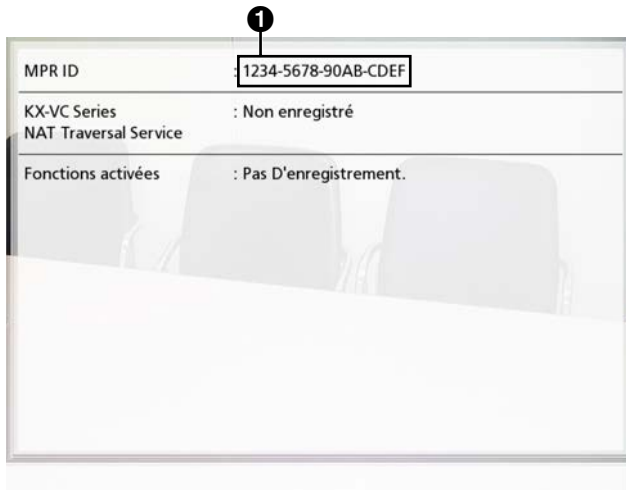 1
MPR ID : 1234-5678-90AB-CDEF
KX-VC Series : Non enregistré
NAT Traversal Service
Fonctions activées : Pas D'enregistrement.